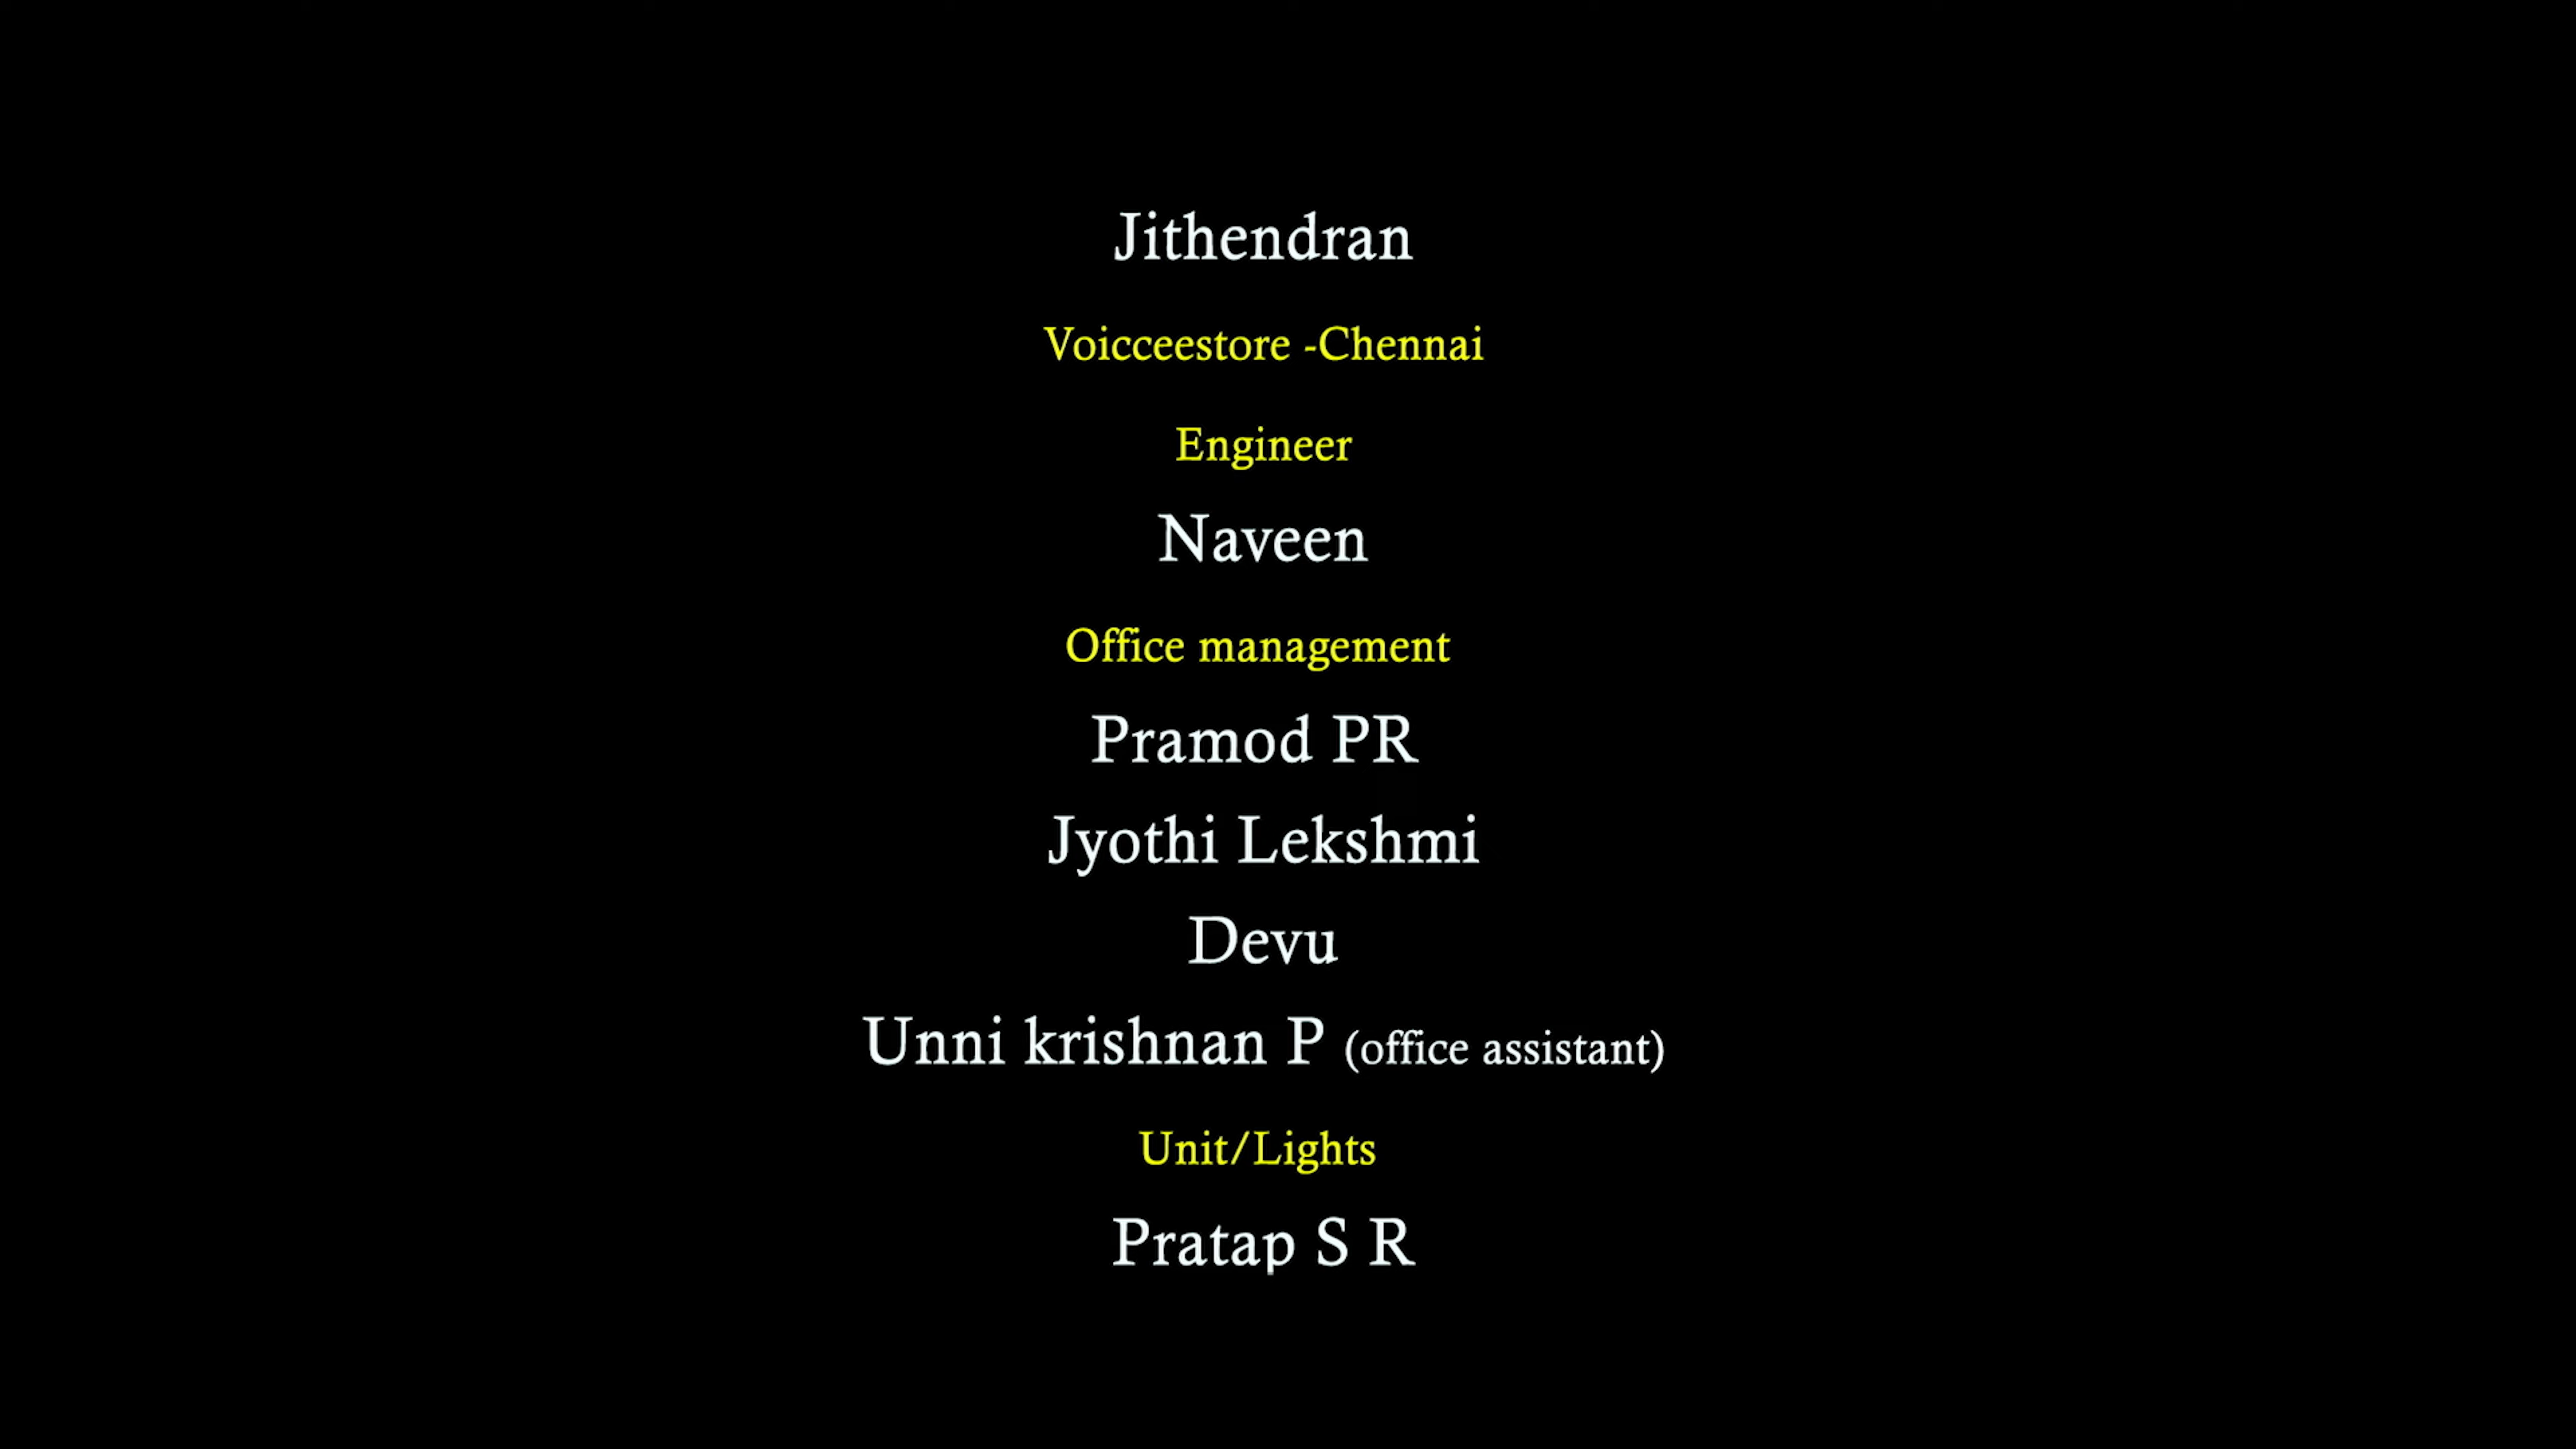 Jithendran
Voicceestore -Chennai
Engineer
Naveen
Office management
Pramod PR
Jyothi Lekshmi
Devu
Unni krishnan P (office assistant)
Unit/Lights
Pratap S R